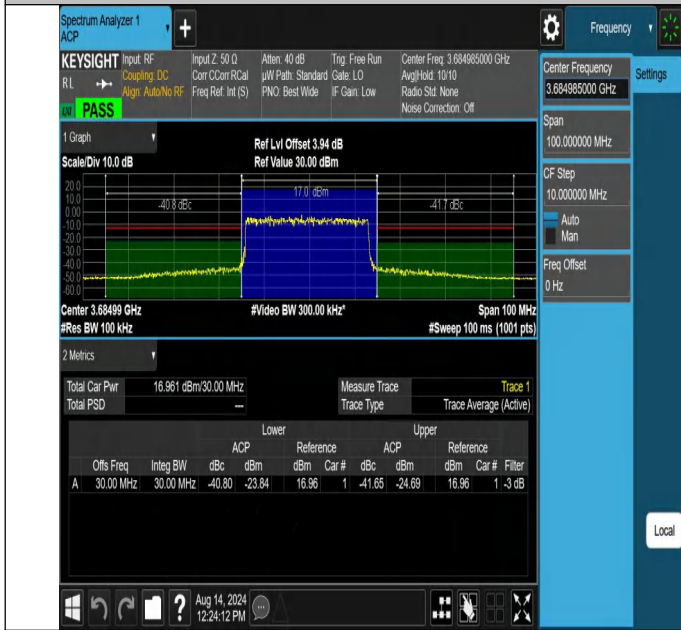 Spectrum Analyzer 1
ACP
+
Frequency
KEYSIGHT
RL
PASS
Input: RF
Coupling: DC
Align: Auto/No RF
Input Z: 50 Ω
Corr CCorr RCal
Freq Ref: Int (S)
Atten: 40 dB
µW Path: Standard
PNO: Best Wide
Trig: Free Run
Gate: LO
IF Gain: Low
Center Freq: 3.684985000 GHz
Avg|Hold: 10/10
Radio Std: None
Noise Correction: Off
Center Frequency
3.684985000 GHz
Settings
Span
100.000000 MHz
CF Step
10.000000 MHz
Auto
Man
Freq Offset
0 Hz
1 Graph
Scale/Div 10.0 dB
Ref Lvl Offset 3.94 dB
Ref Value 30.00 dBm
20.0
10.0
0.00
-10.0
-20.0
-30.0
-40.0
-50.0
-60.0
-40.8 dBc
17.0 dBm
-41.7 dBc
Center 3.68499 GHz
#Video BW 300.00 kHz*
Span 100 MHz
#Res BW 100 kHz
#Sweep 100 ms (1001 pts)
2 Metrics
Total Car Pwr 16.961 dBm/30.00 MHz
Total PSD ---
Measure Trace Trace 1
Trace Type Trace Average (Active)
Lower Upper
ACP Reference ACP Reference
Offs Freq Integ BW dBc dBm dBm Car # dBc dBm dBm Car # Filter
A 30.00 MHz 30.00 MHz -40.80 -23.84 16.96 1 -41.65 -24.69 16.96 1 -3 dB
Local
?
Aug 14, 2024
12:24:12 PM